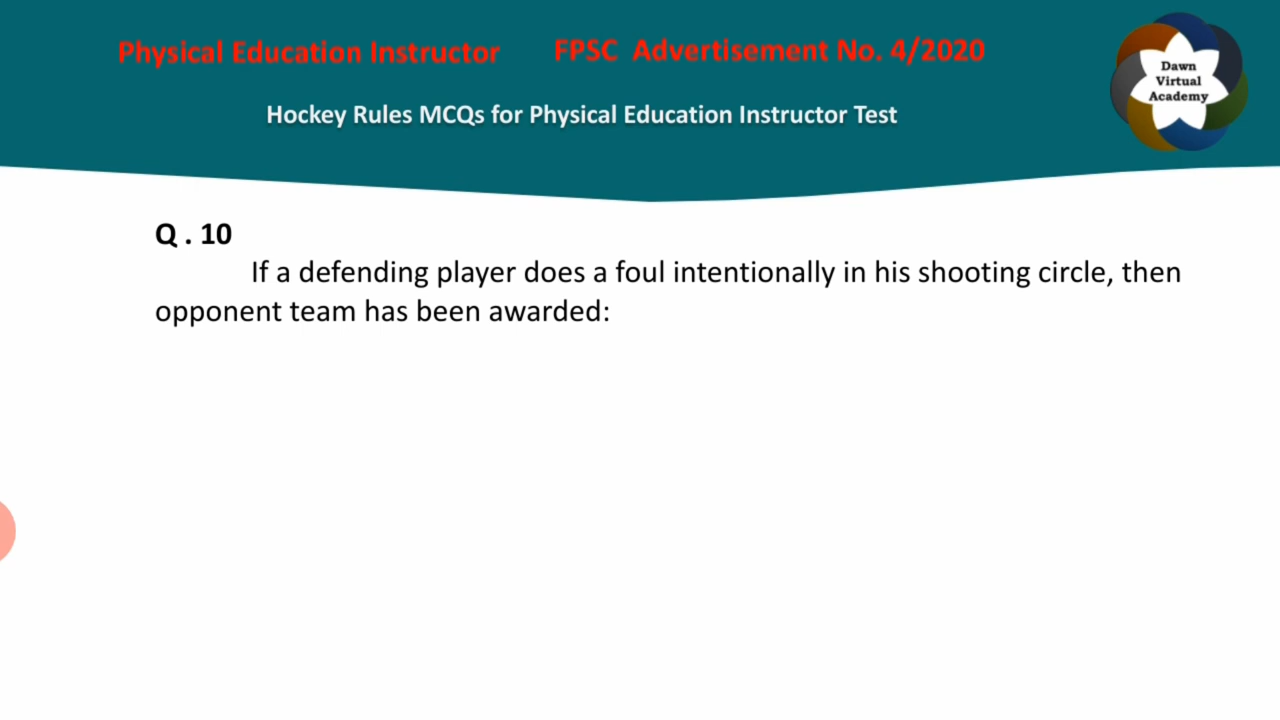 Physical Education Instructor FPSC Advertisement No. 4/2020
Dawn
Virtual
Academy
Hockey Rules MCQs for Physical Education Instructor Test
Q . 10
If a defending player does a foul intentionally in his shooting circle, then
opponent team has been awarded: